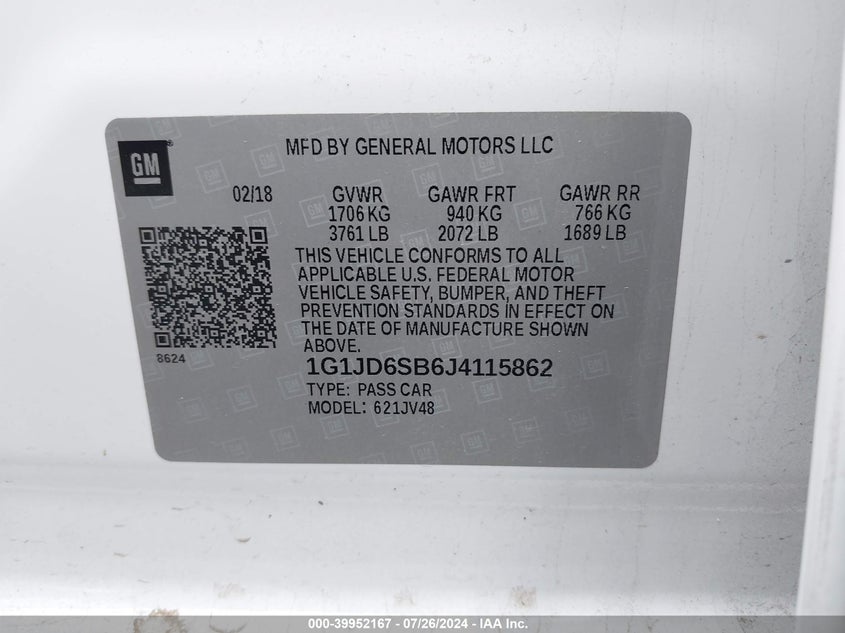 GM
MFD BY GENERAL MOTORS LLC
02/18 GVWR GAWR FRT GAWR RR
1706 KG 940 KG 766 KG
3761 LB 2072 LB 1689 LB
THIS VEHICLE CONFORMS TO ALL
APPLICABLE U.S. FEDERAL MOTOR
VEHICLE SAFETY, BUMPER, AND THEFT
PREVENTION STANDARDS IN EFFECT ON
THE DATE OF MANUFACTURE SHOWN
ABOVE.
8624
1G1JD6SB6J4115862
TYPE: PASS CAR
MODEL: 621JV48
000-39952167 / 07/26/2024 - IAA Inc.